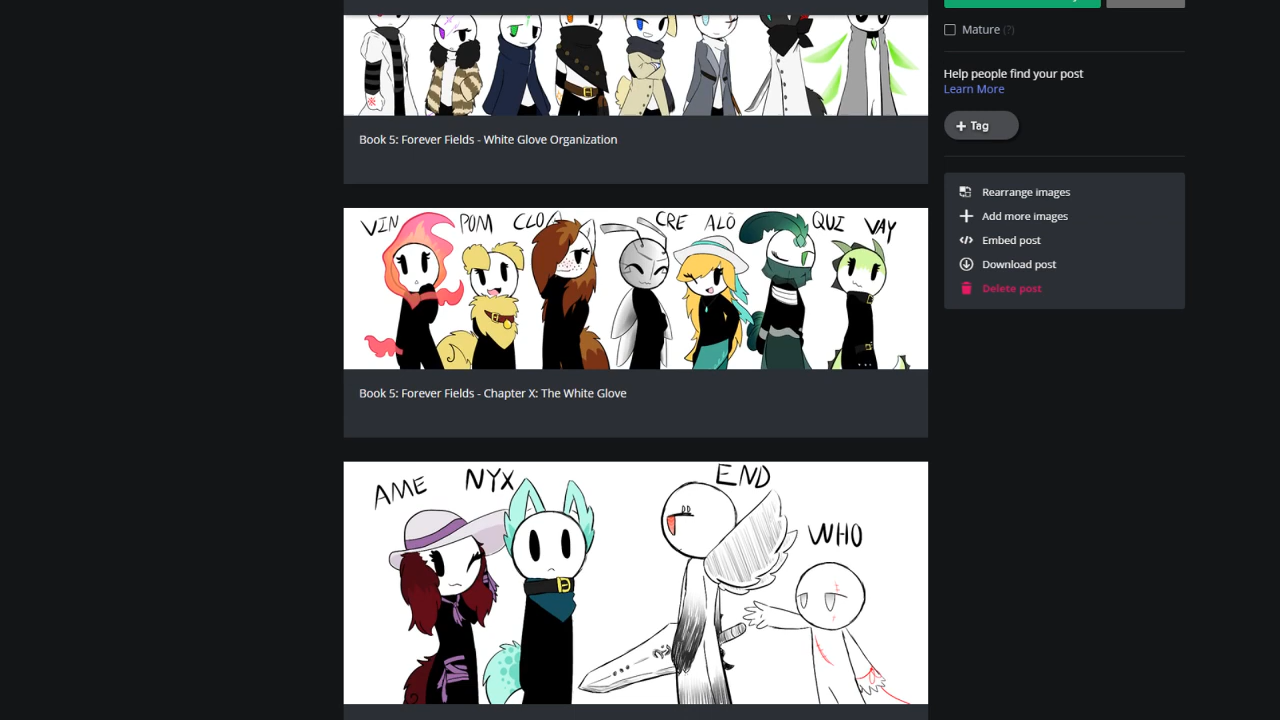 Book 5: Forever Fields - White Glove Organization
VIN POM CLO CRE ALÕ QUI VAY
Book 5: Forever Fields - Chapter X: The White Glove
AME NYX END WHO
Mature (?)
Help people find your post
Learn More
+ Tag
Rearrange images
Add more images
Embed post
Download post
Delete post